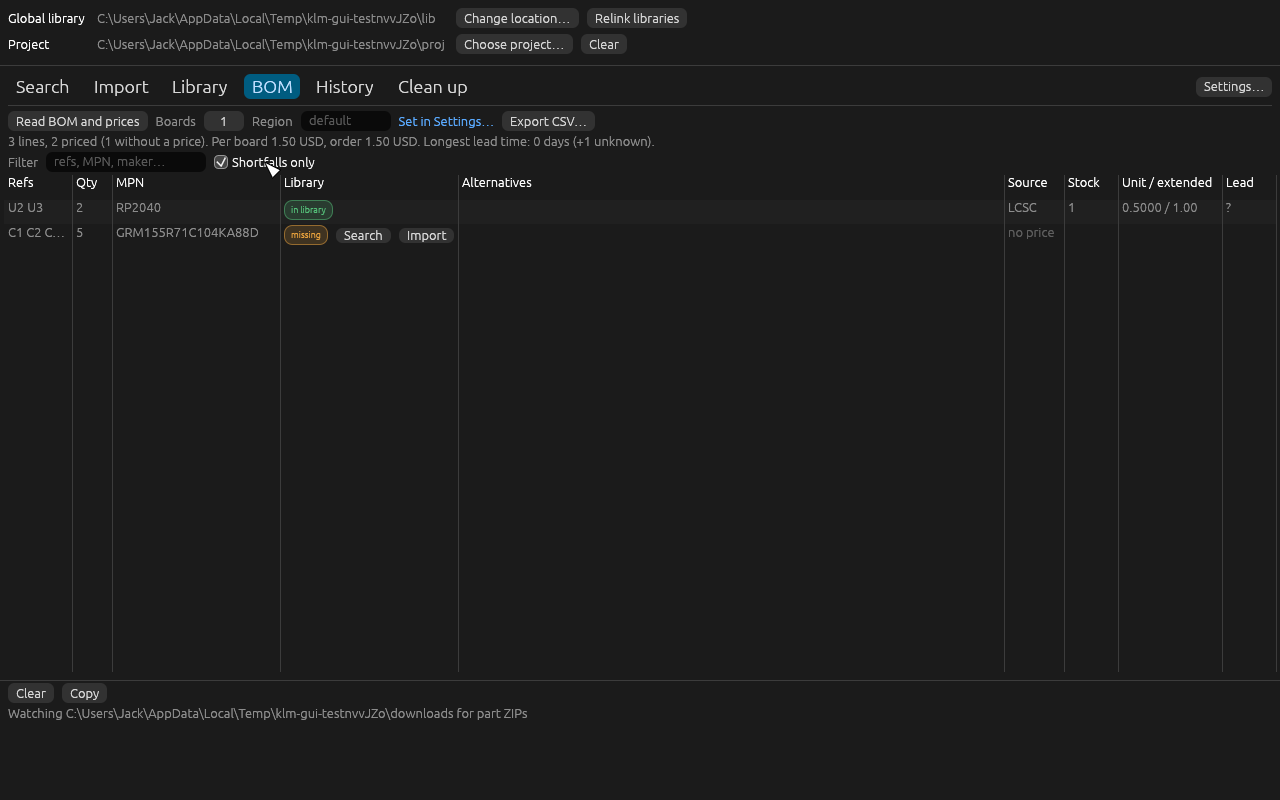 Global library C:\Users\Jack\AppData\Local\Temp\klm-gui-testnvvJZo\lib Change location... Relink libraries
Project C:\Users\Jack\AppData\Local\Temp\klm-gui-testnvvJZo\proj Choose project... Clear
Search Import Library BOM History Clean up Settings...
Read BOM and prices Boards 1 Region default Set in Settings... Export CSV...
3 lines, 2 priced (1 without a price). Per board 1.50 USD, order 1.50 USD. Longest lead time: 0 days (+1 unknown).
Filter refs, MPN, maker... Shortfalls only
Refs Qty MPN Library Alternatives Source Stock Unit / extended Lead
U2 U3 2 RP2040 in library LCSC 1 0.5000 / 1.00 ?
C1 C2 C... 5 GRM155R71C104KA88D missing Search Import no price
Clear Copy
Watching C:\Users\Jack\AppData\Local\Temp\klm-gui-testnvvJZo\downloads for part ZIPs